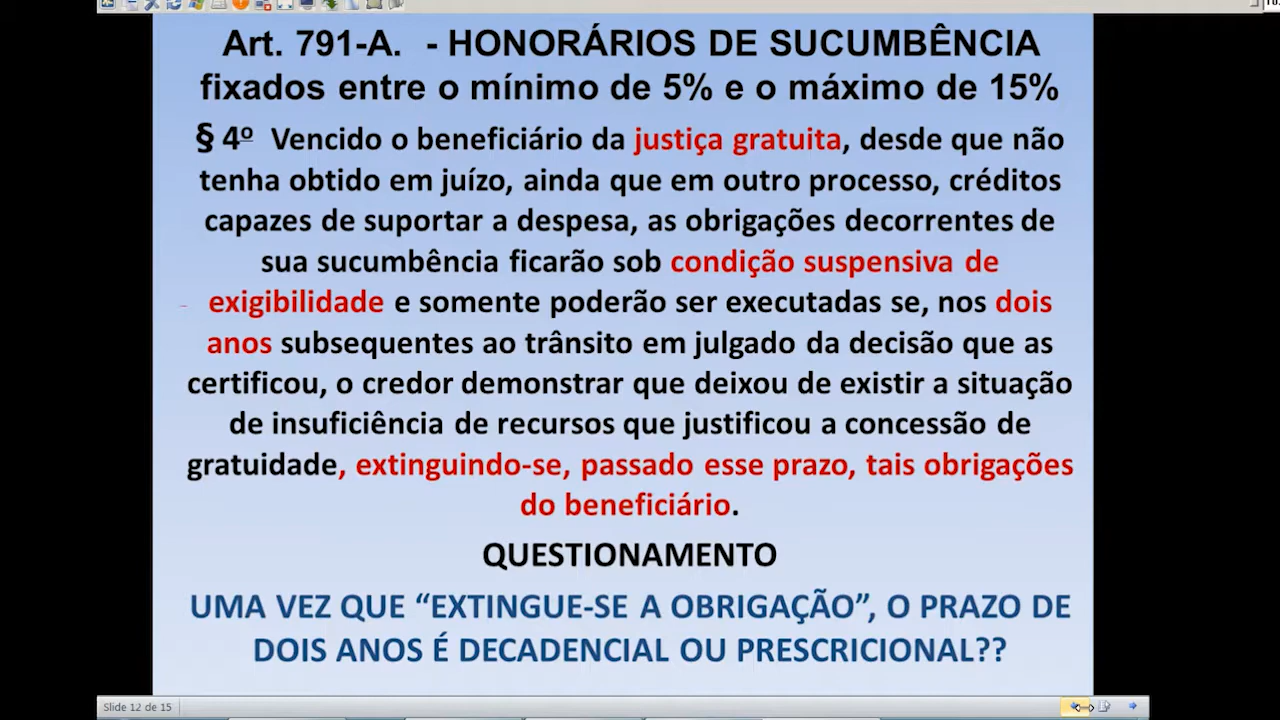 Art. 791-A.  - HONORÁRIOS DE SUCUMBÊNCIA
fixados entre o mínimo de 5% e o máximo de 15%
§ 4º  Vencido o beneficiário da justiça gratuita, desde que não
tenha obtido em juízo, ainda que em outro processo, créditos
capazes de suportar a despesa, as obrigações decorrentes de
sua sucumbência ficarão sob condição suspensiva de
exigibilidade e somente poderão ser executadas se, nos dois
anos subsequentes ao trânsito em julgado da decisão que as
certificou, o credor demonstrar que deixou de existir a situação
de insuficiência de recursos que justificou a concessão de
gratuidade, extinguindo-se, passado esse prazo, tais obrigações
do beneficiário.
QUESTIONAMENTO
UMA VEZ QUE “EXTINGUE-SE A OBRIGAÇÃO”, O PRAZO DE
DOIS ANOS É DECADENCIAL OU PRESCRICIONAL??
Slide 12 de 15